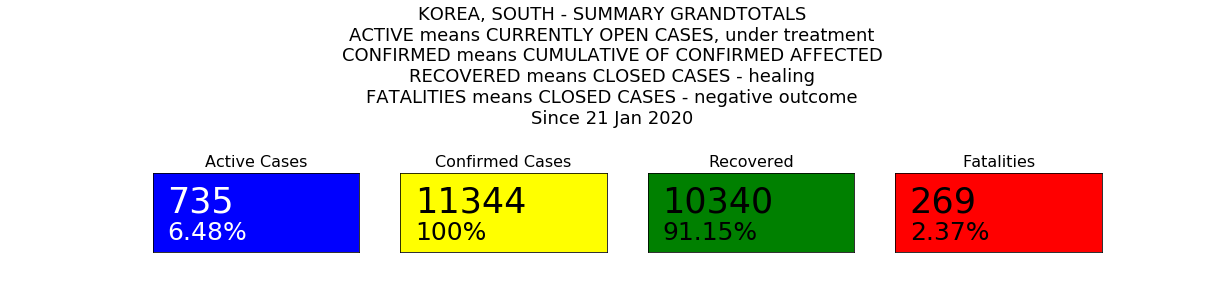 KOREA, SOUTH - SUMMARY GRANDTOTALS
ACTIVE means CURRENTLY OPEN CASES, under treatment
CONFIRMED means CUMULATIVE OF CONFIRMED AFFECTED
RECOVERED means CLOSED CASES - healing
FATALITIES means CLOSED CASES - negative outcome
Since 21 Jan 2020
Active Cases
735
6.48%
Confirmed Cases
11344
100%
Recovered
10340
91.15%
Fatalities
269
2.37%